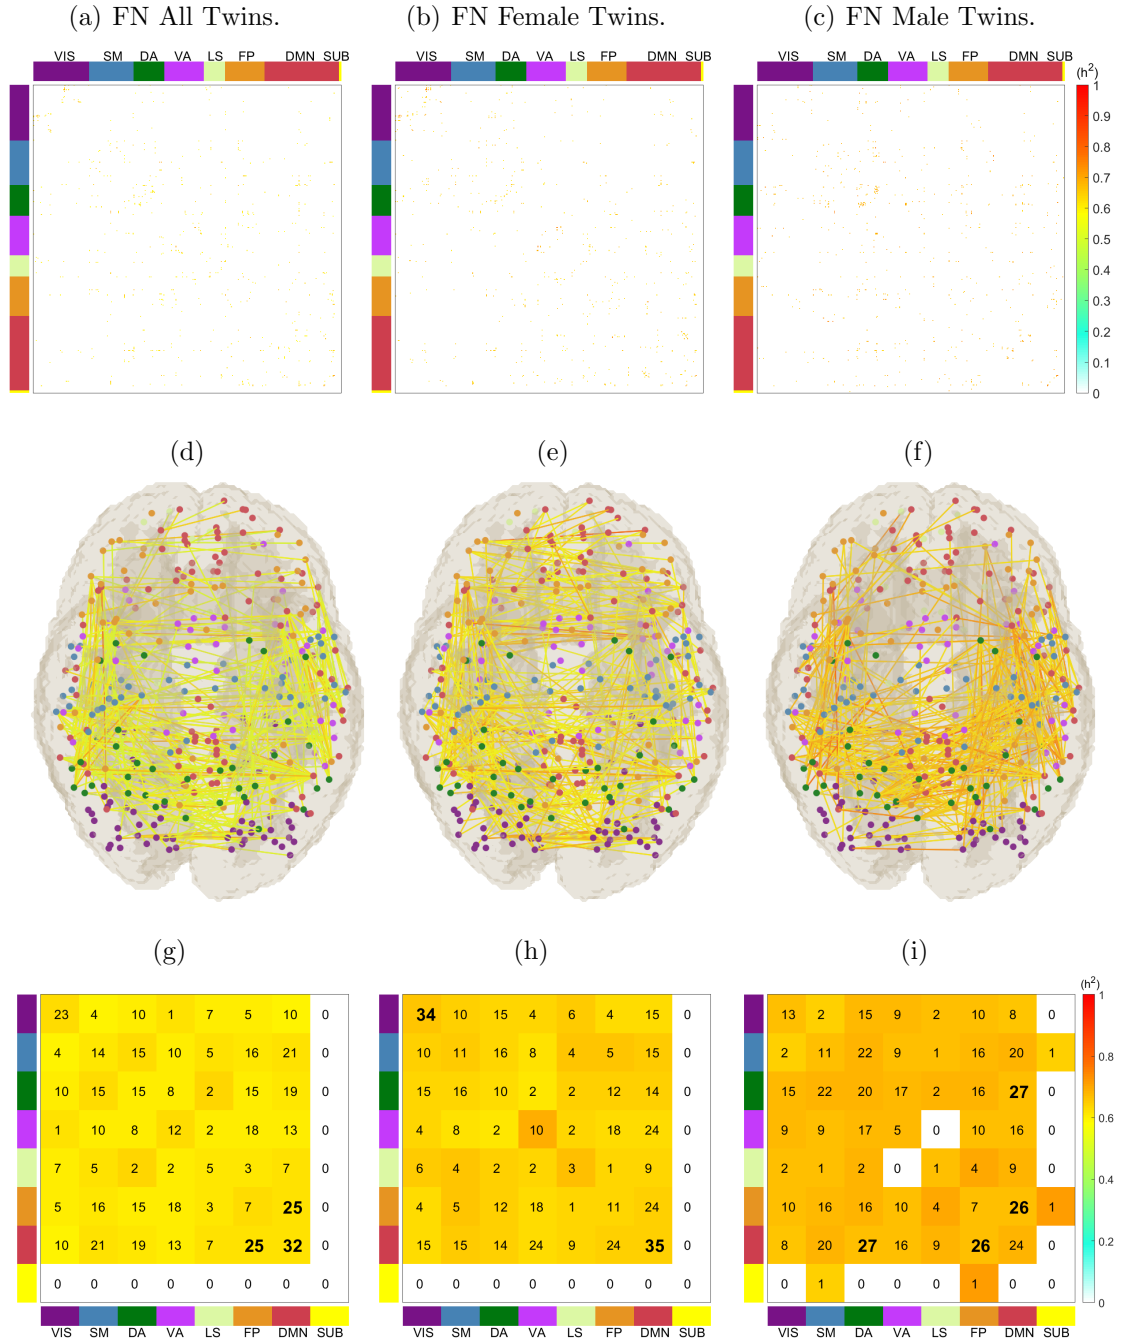 (a) FN All Twins. (b) FN Female Twins. (c) FN Male Twins.
VIS SM DA VA LS FP DMN SUB VIS SM DA VA LS FP DMN SUB VIS SM DA VA LS FP DMN SUB (h²)
1
0.9
0.8
0.7
0.6
0.5
0.4
0.3
0.2
0.1
0
(d) (e) (f)
(g) (h) (i)
(h²)
23 4 10 1 7 5 10 0 34 10 15 4 6 4 15 0 13 2 15 9 2 10 8 0
4 14 15 10 5 16 21 0 10 11 16 8 4 5 15 0 2 11 22 9 1 16 20 1
10 15 15 8 2 15 19 0 15 16 10 2 2 12 14 0 15 22 20 17 2 16 27 0
1 10 8 12 2 18 13 0 4 8 2 10 2 18 24 0 9 9 17 5 0 10 16 0
7 5 2 2 5 3 7 0 6 4 2 2 3 1 9 0 2 1 2 0 1 4 9 0
5 16 15 18 3 7 25 0 4 5 12 18 1 11 24 0 10 16 16 10 4 7 26 1
10 21 19 13 7 25 32 0 15 15 14 24 9 24 35 0 8 20 27 16 9 26 24 0
0 0 0 0 0 0 0 0 0 0 0 0 0 0 0 0 0 1 0 0 0 1 0 0
1
0.8
0.6
0.4
0.2
0
VIS SM DA VA LS FP DMN SUB VIS SM DA VA LS FP DMN SUB VIS SM DA VA LS FP DMN SUB